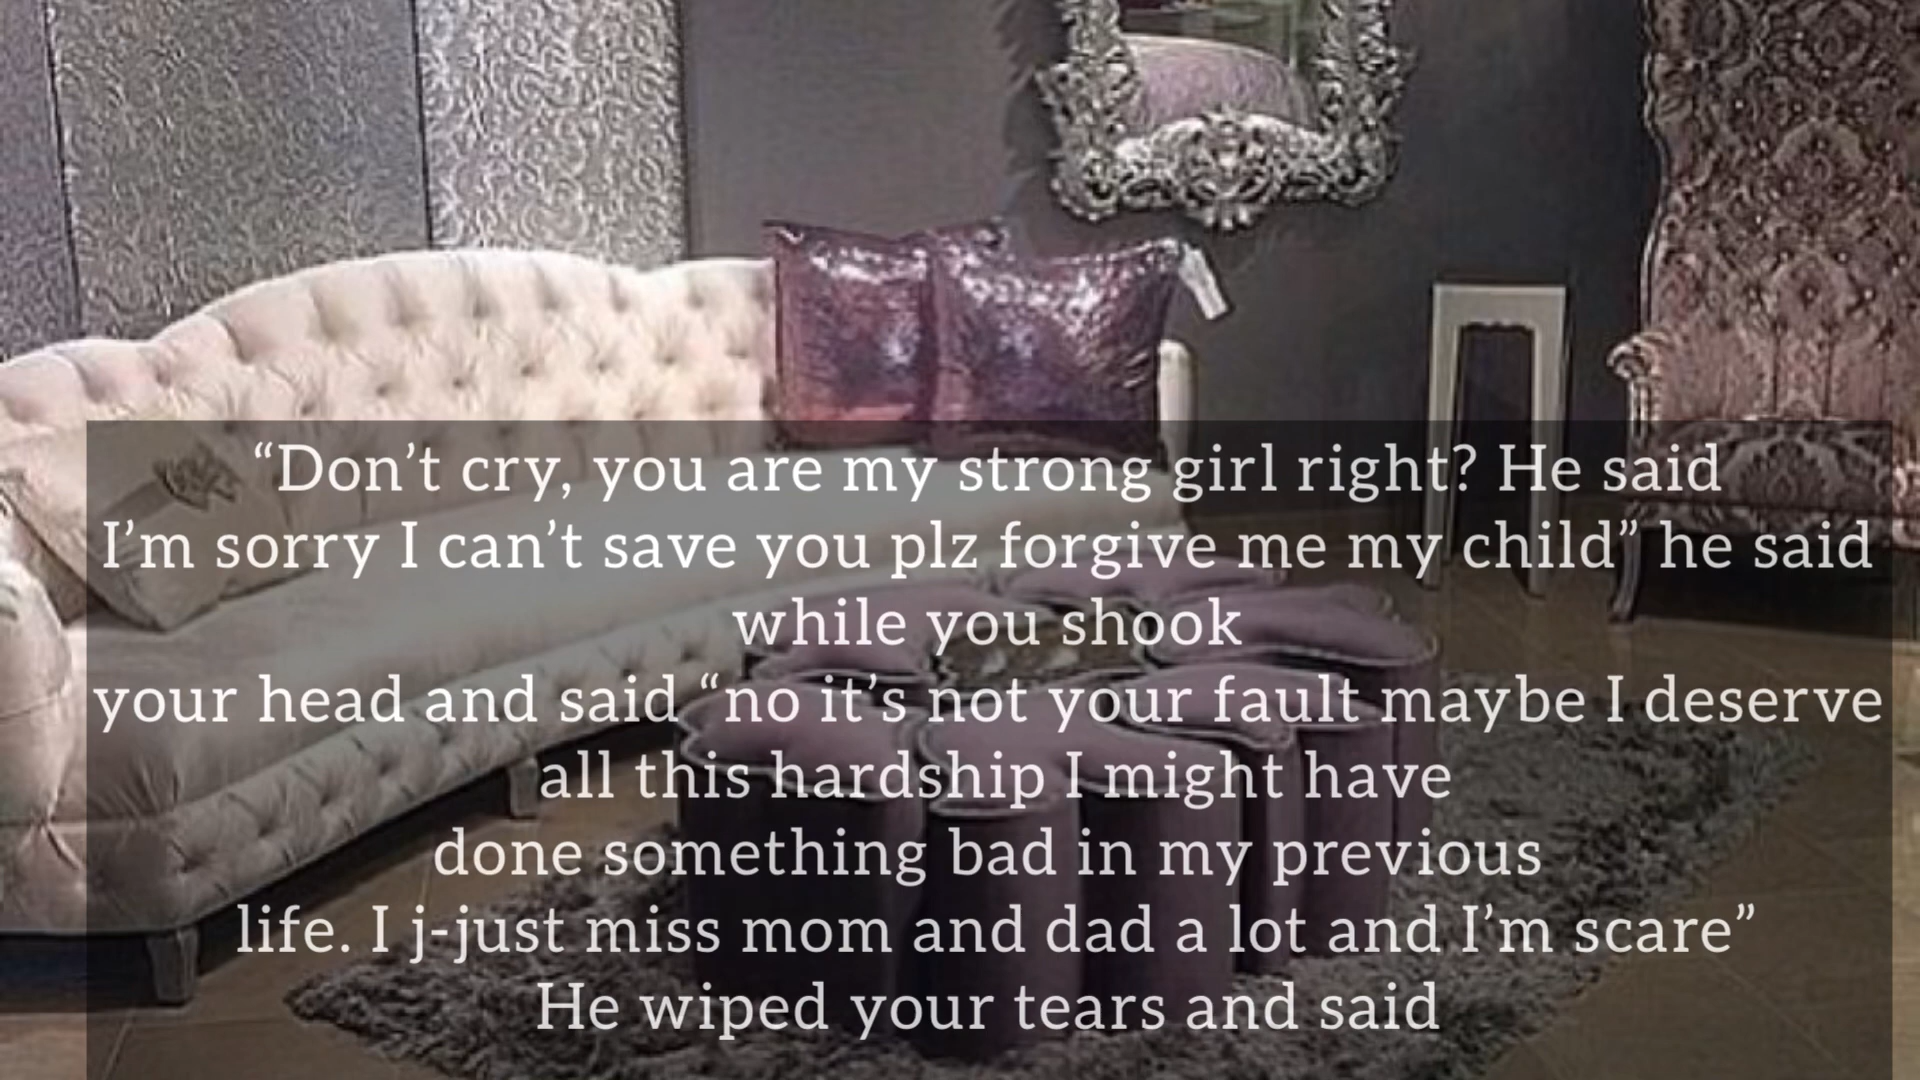 “Don’t cry, you are my strong girl right? He said
I’m sorry I can’t save you plz forgive me my child” he said
while you shook
your head and said “no it’s not your fault maybe I deserve
all this hardship I might have
done something bad in my previous
life. I j-just miss mom and dad a lot and I’m scare”
He wiped your tears and said